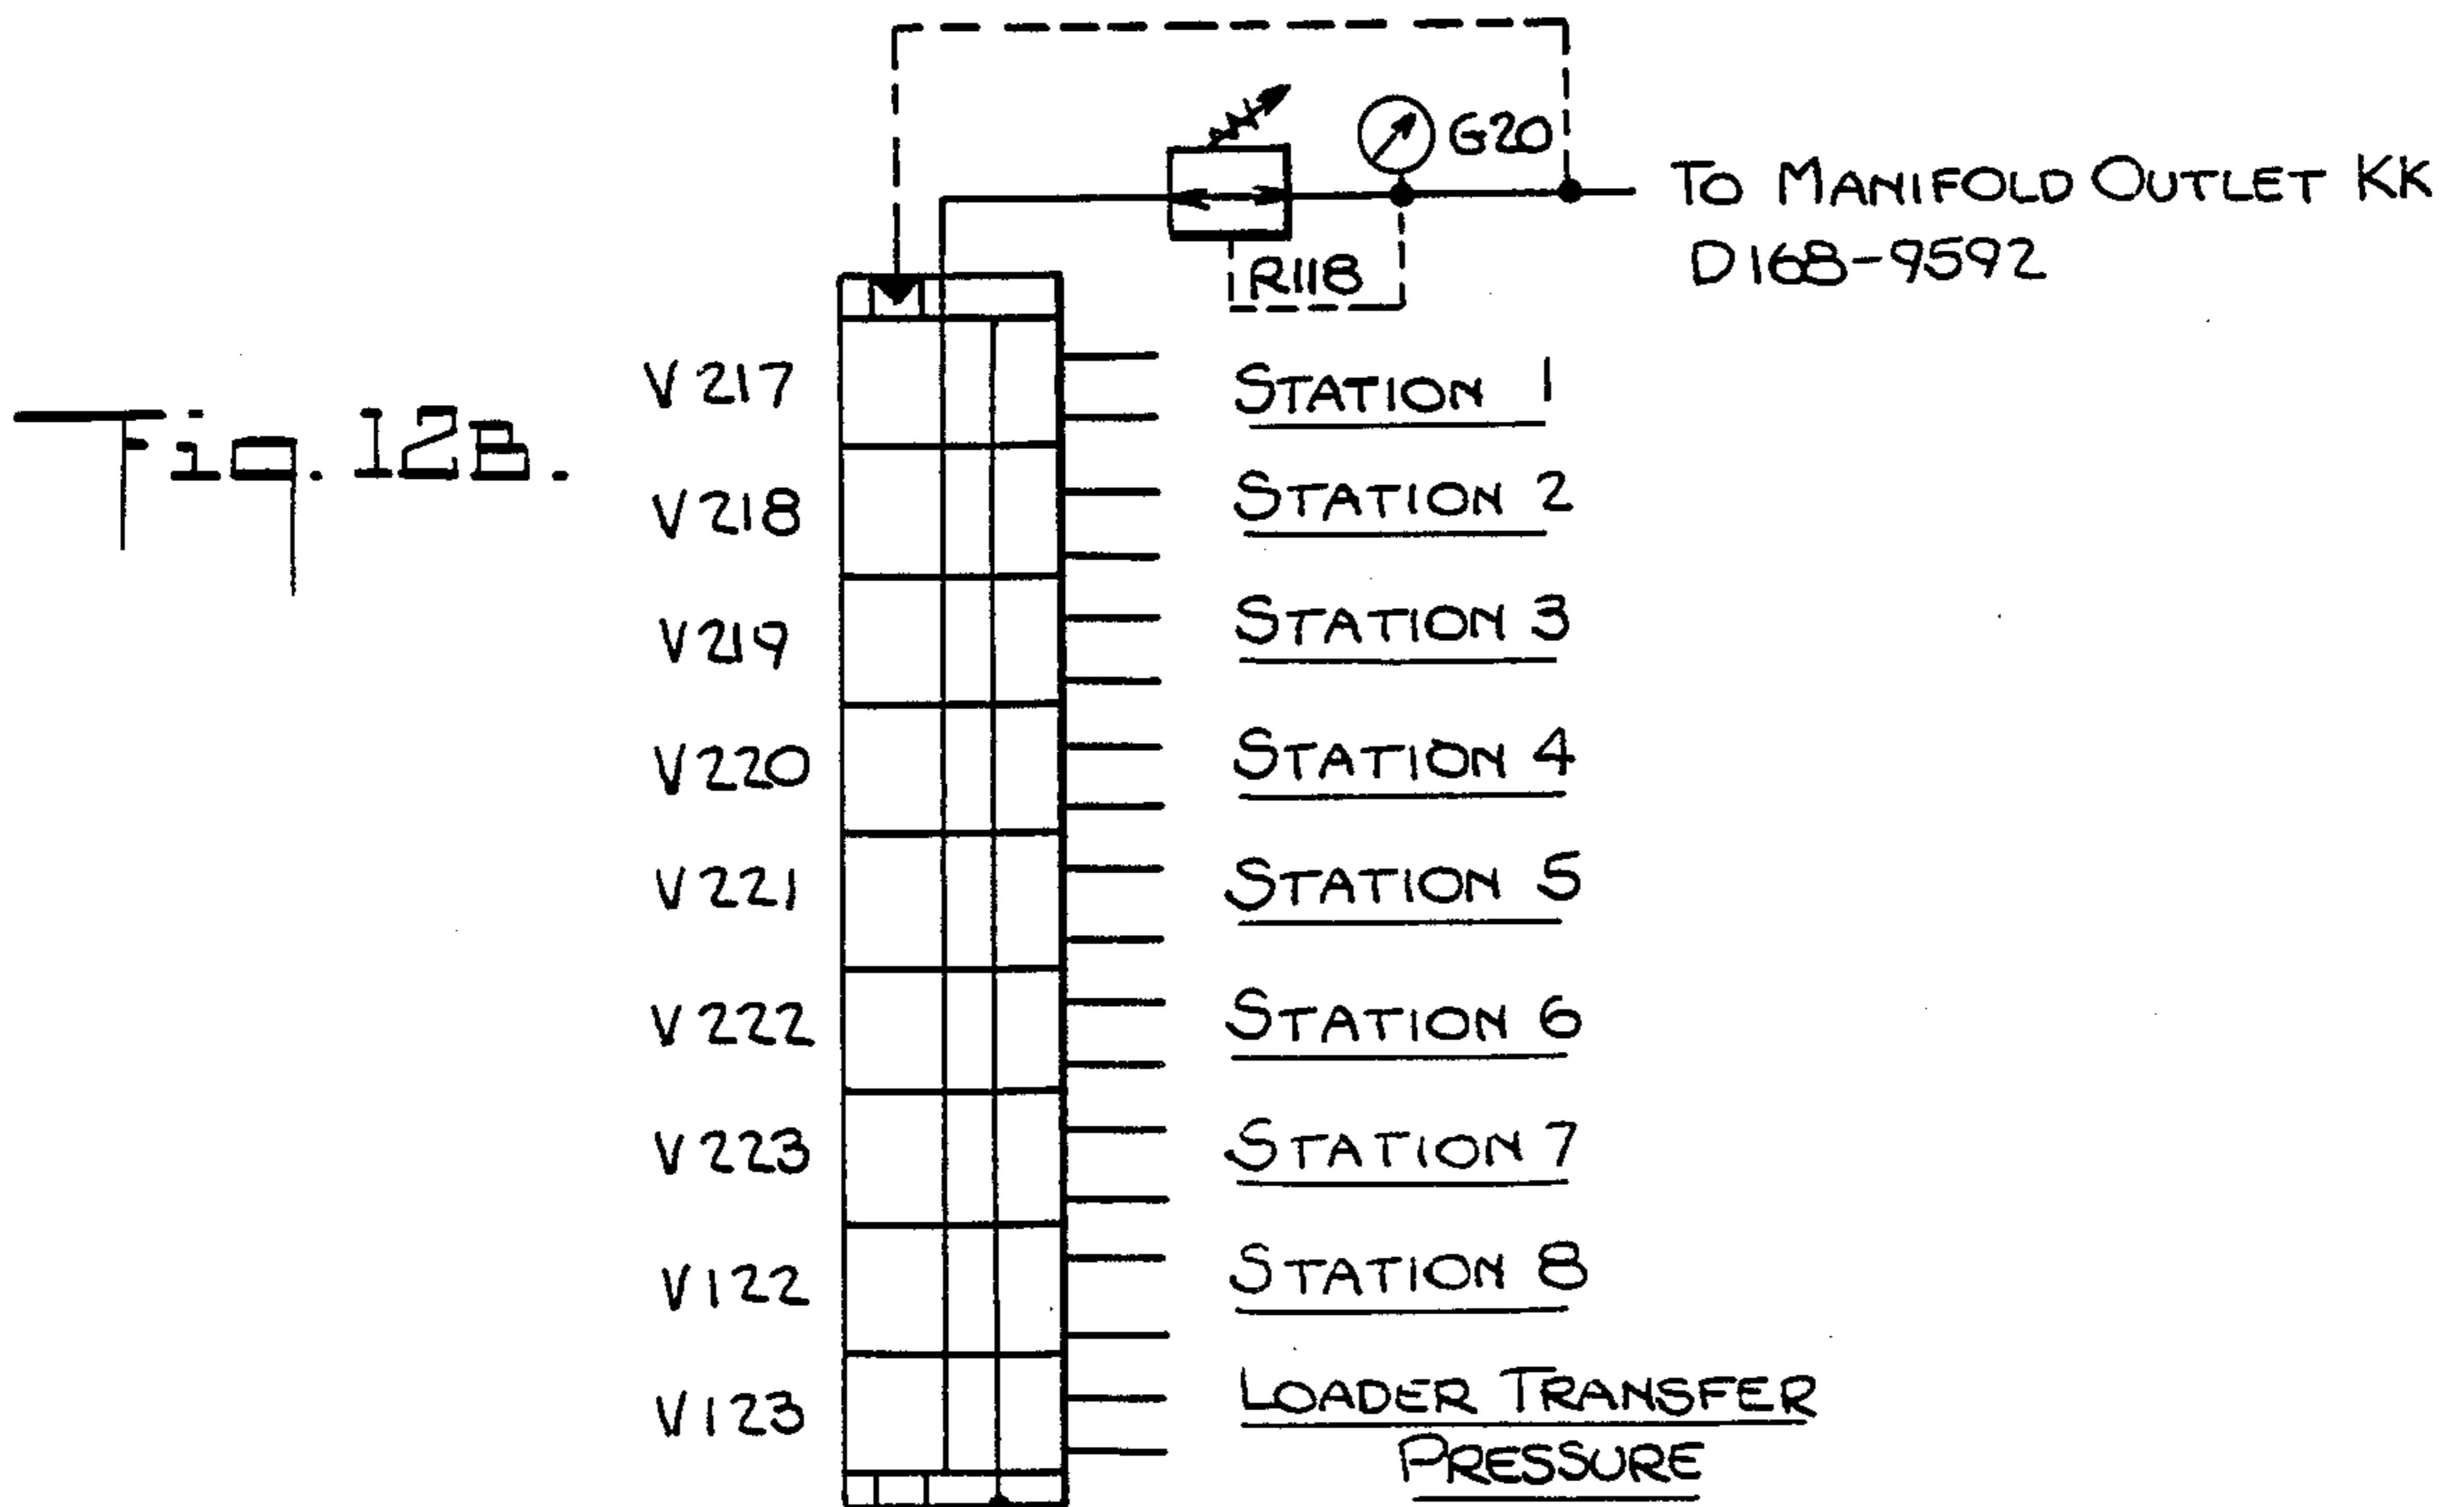 G20
TO MANIFOLD OUTLET KK
D168-9592
R118
Fig. 12B.
V217 STATION 1
V218 STATION 2
V219 STATION 3
V220 STATION 4
V221 STATION 5
V222 STATION 6
V223 STATION 7
V122 STATION 8
V123 LOADER TRANSFER
PRESSURE